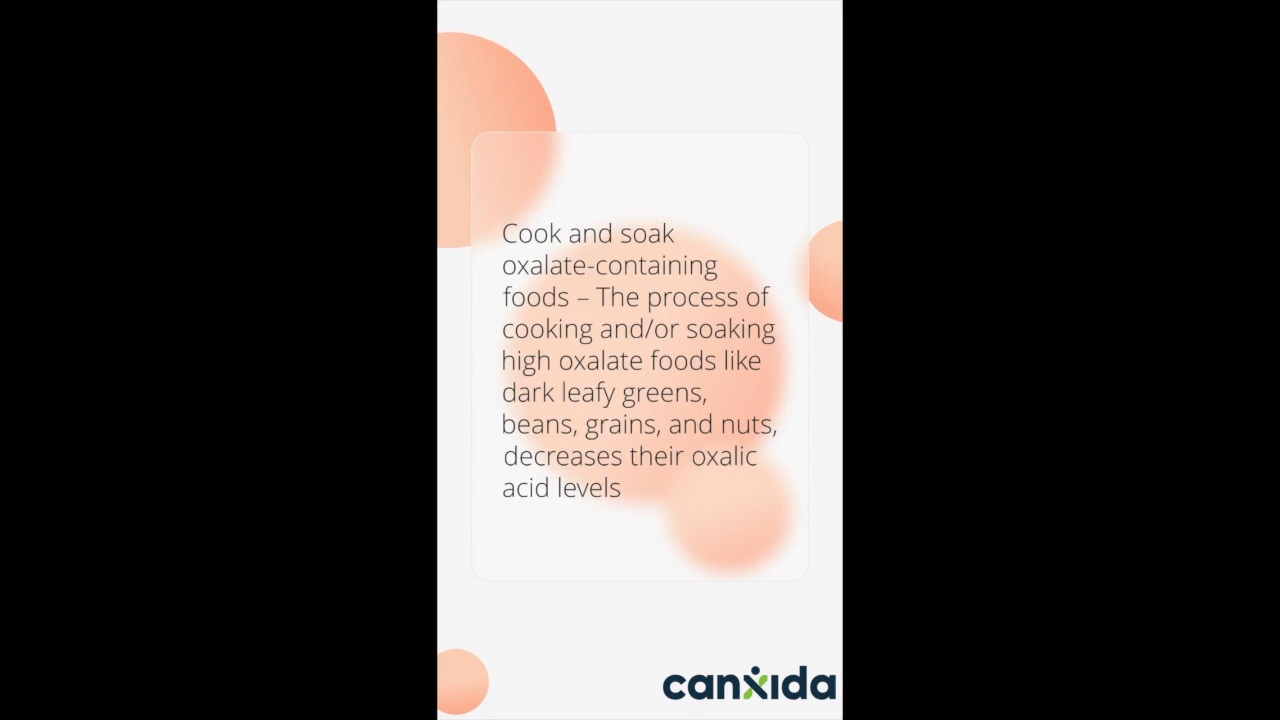 Cook and soak
oxalate-containing
foods – The process of
cooking and/or soaking
high oxalate foods like
dark leafy greens,
beans, grains, and nuts,
decreases their oxalic
acid levels
canxida